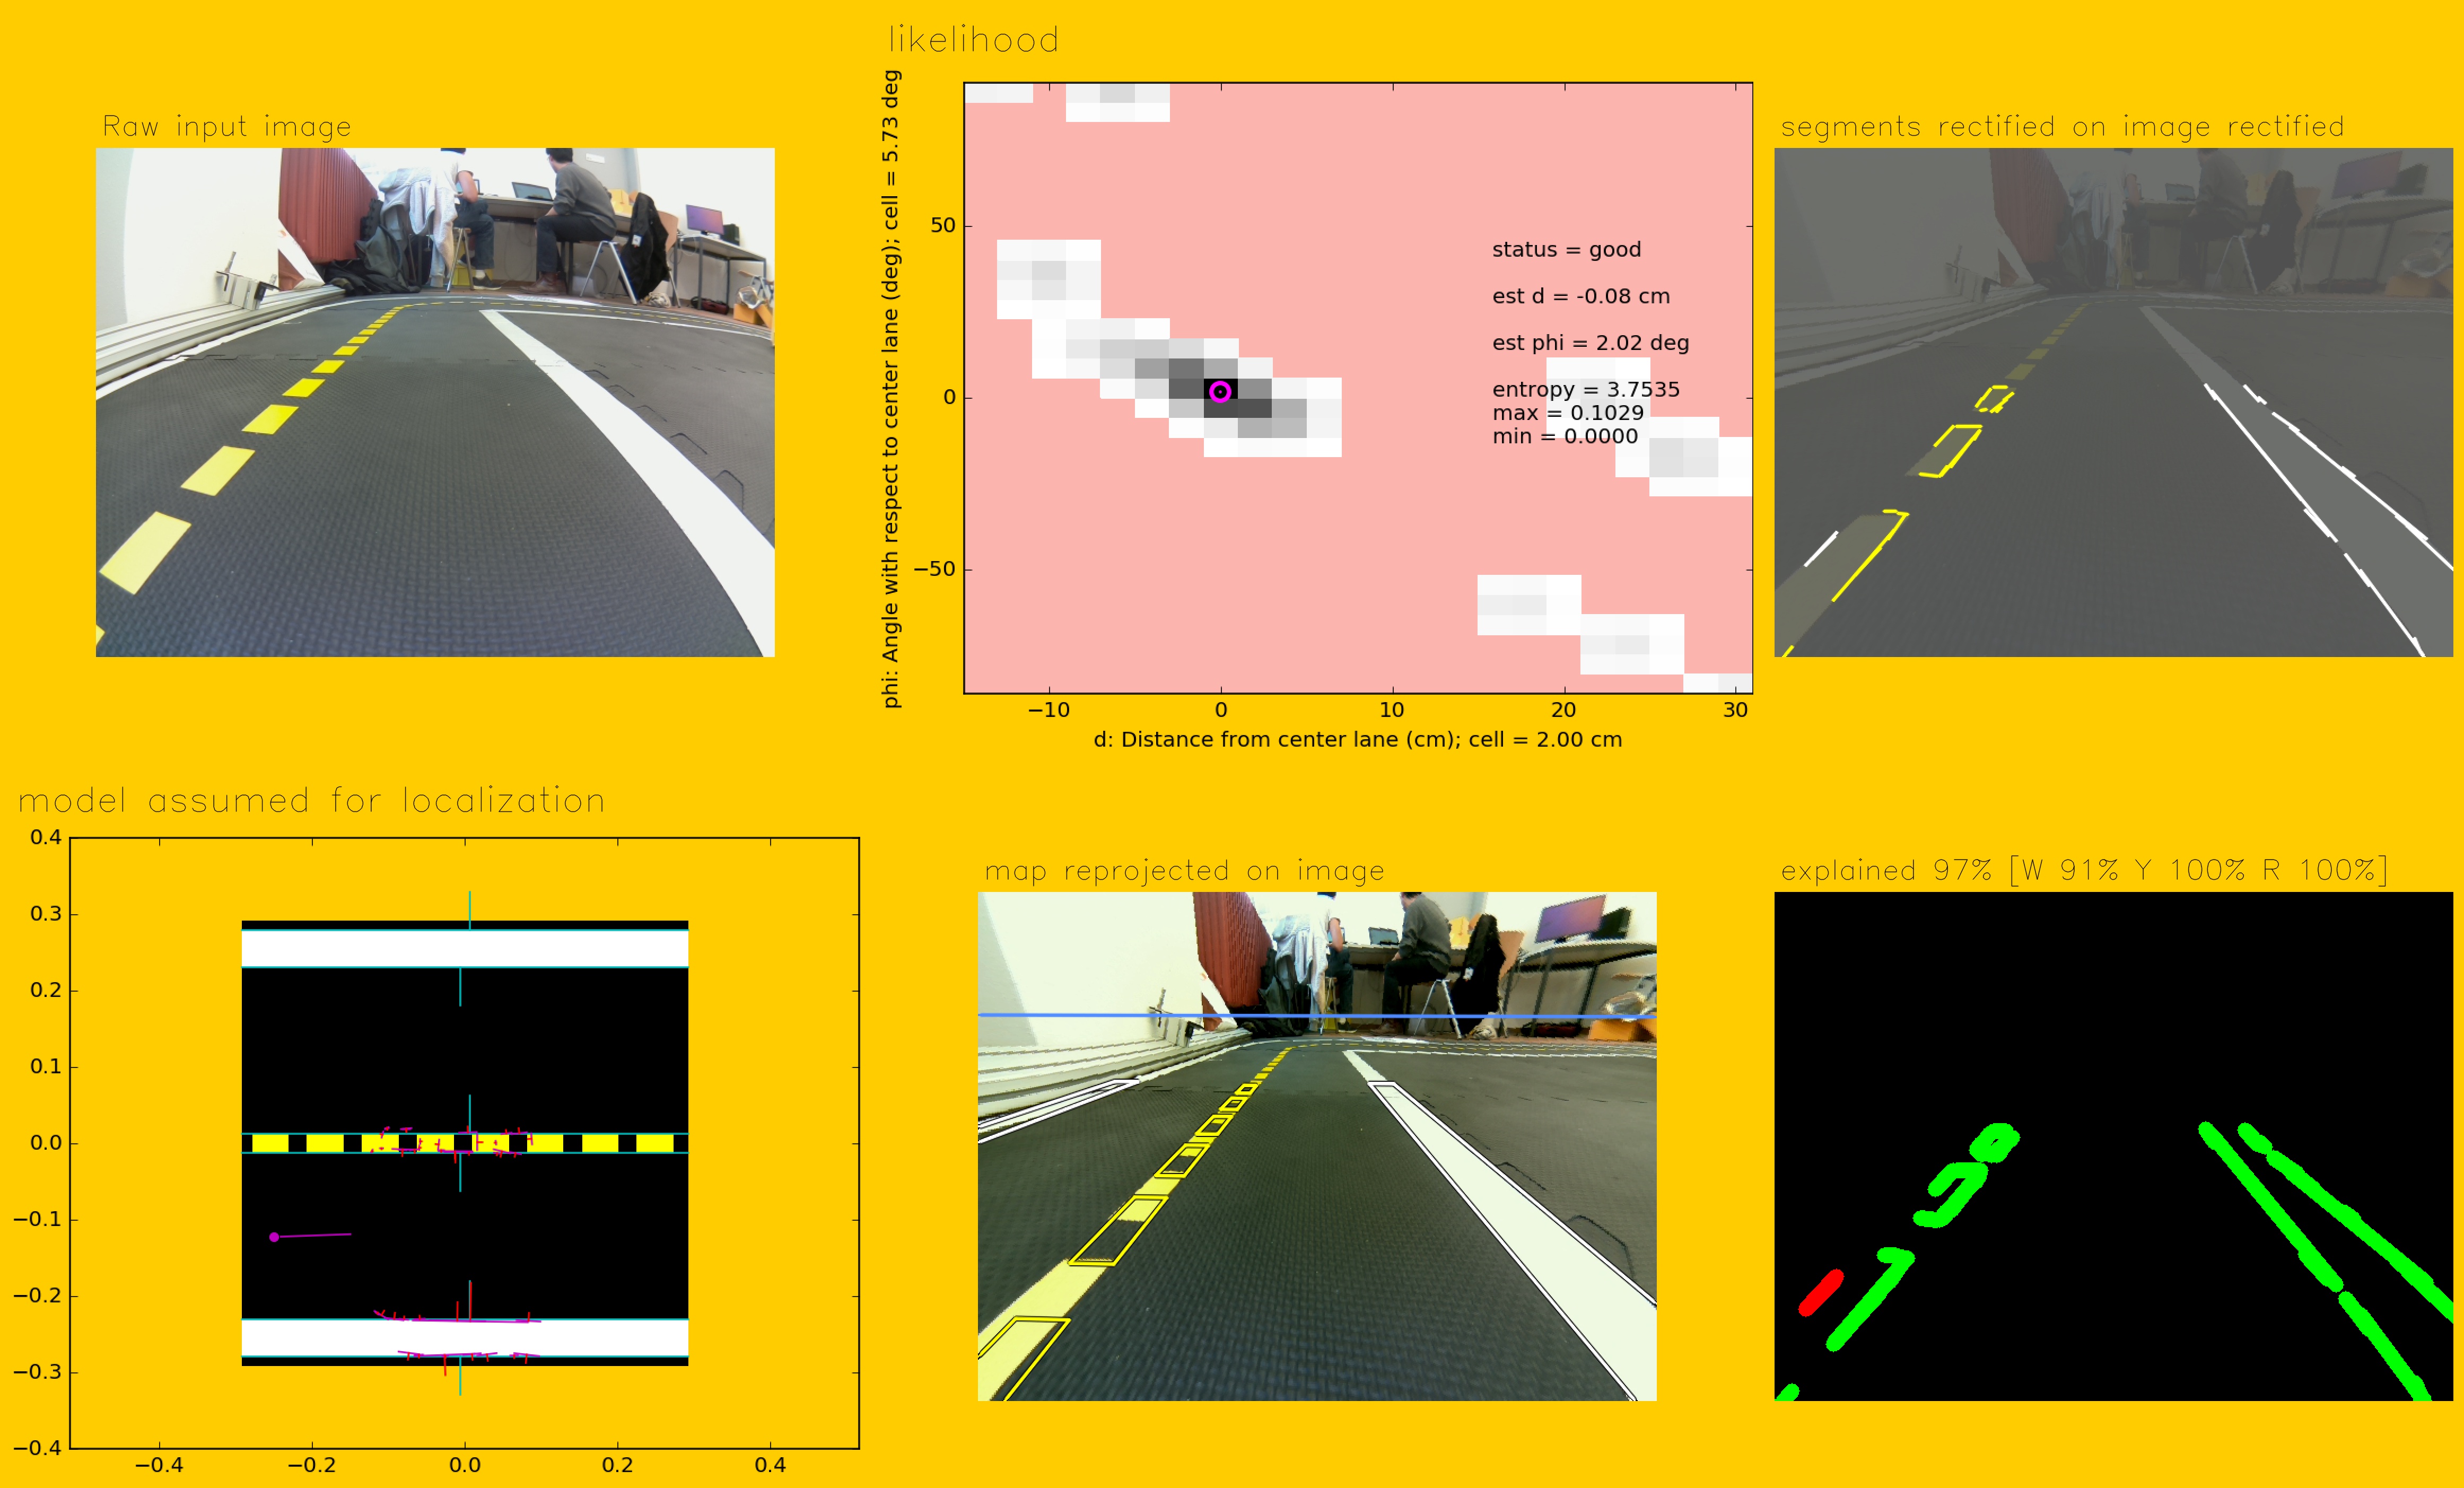 likelihood
Raw input image
segments rectified on image rectified
phi: Angle with respect to center lane (deg); cell = 5.73 deg
50
0
−50
status = good
est d = -0.08 cm
est phi = 2.02 deg
entropy = 3.7535
max = 0.1029
min = 0.0000
−10
0
10
20
30
d: Distance from center lane (cm); cell = 2.00 cm
model assumed for localization
0.4
0.3
0.2
0.1
0.0
−0.1
−0.2
−0.3
−0.4
−0.4
−0.2
0.0
0.2
0.4
map reprojected on image
explained 97% [W 91% Y 100% R 100%]